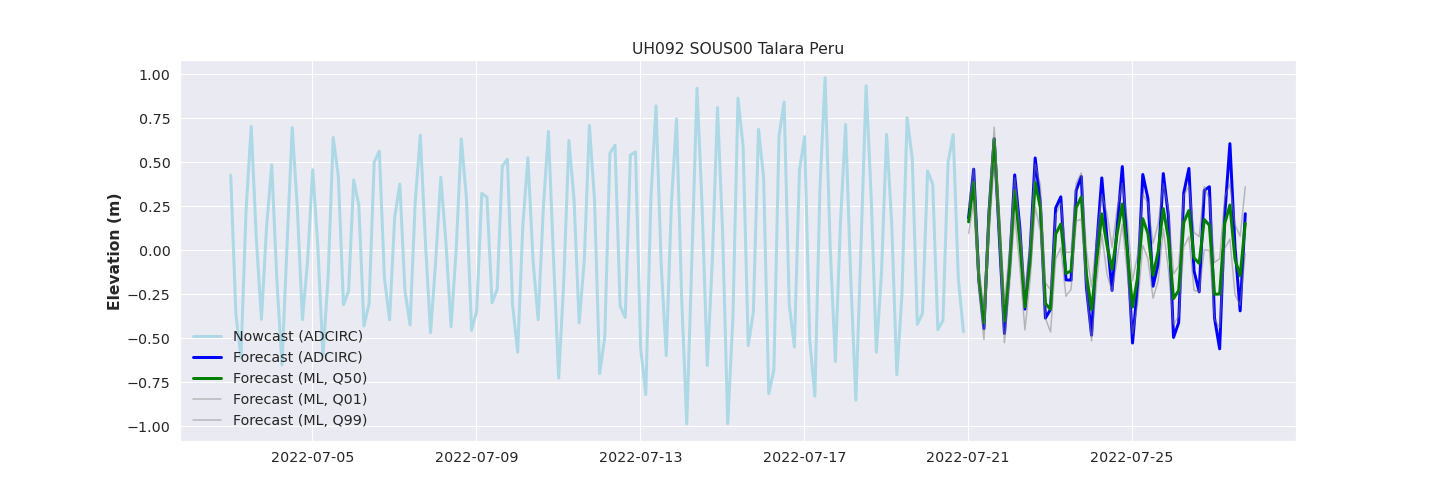 UH092 SOUS00 Talara Peru
1.00
0.75
0.50
0.25
0.00
−0.25
−0.50
−0.75
−1.00
Elevation (m)
Nowcast (ADCIRC)
Forecast (ADCIRC)
Forecast (ML, Q50)
Forecast (ML, Q01)
Forecast (ML, Q99)
2022-07-05
2022-07-09
2022-07-13
2022-07-17
2022-07-21
2022-07-25